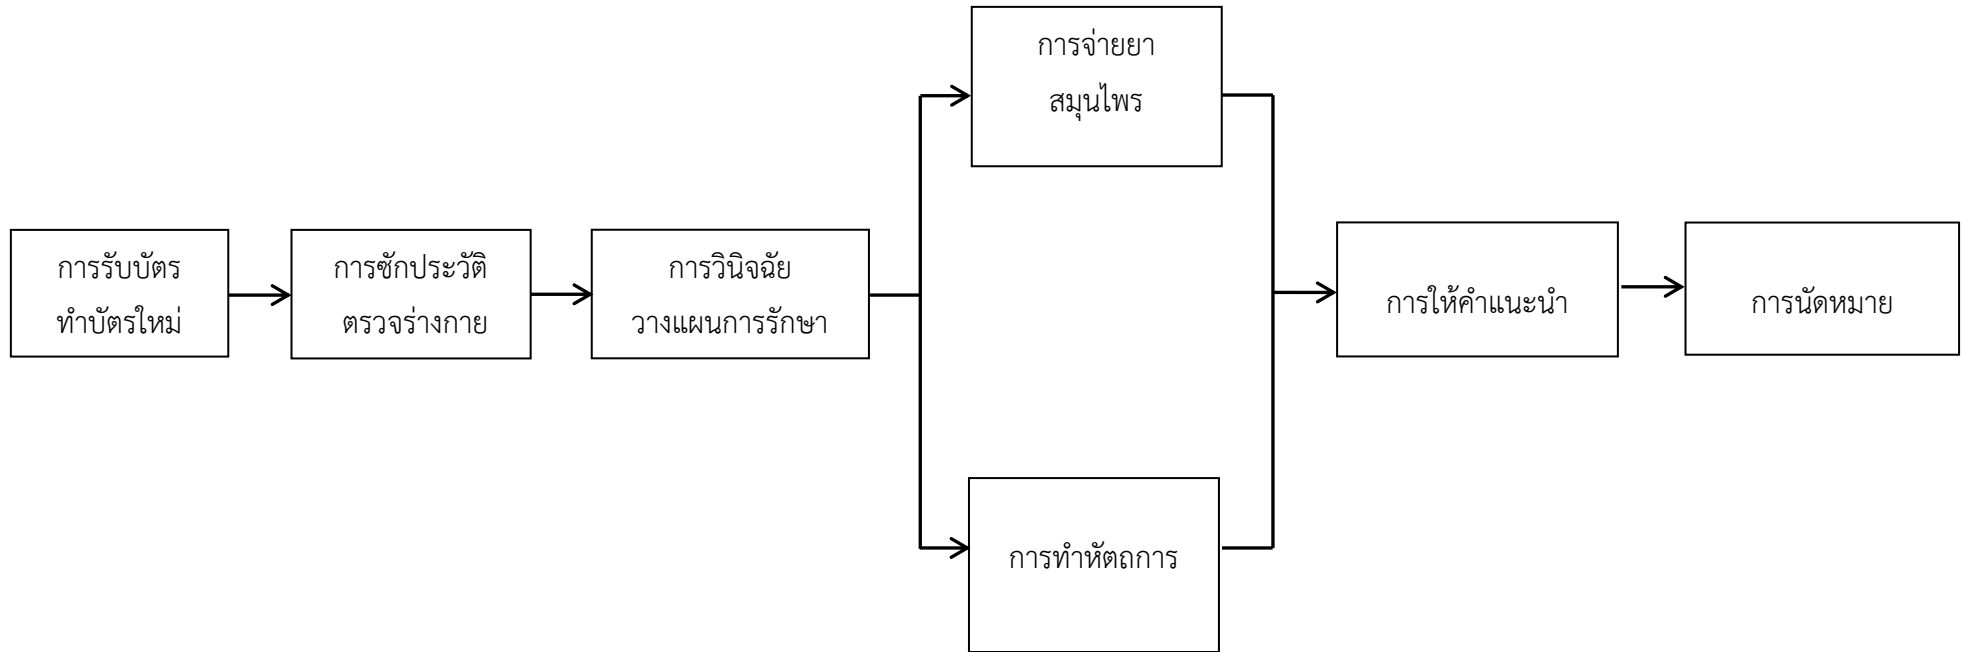 การรับบัตร
ทำบัตรใหม่
การซักประวัติ
ตรวจร่างกาย
การวินิจฉัย
วางแผนการรักษา
การจ่ายยา
สมุนไพร
การทำหัตถการ
การให้คำแนะนำ
การนัดหมาย